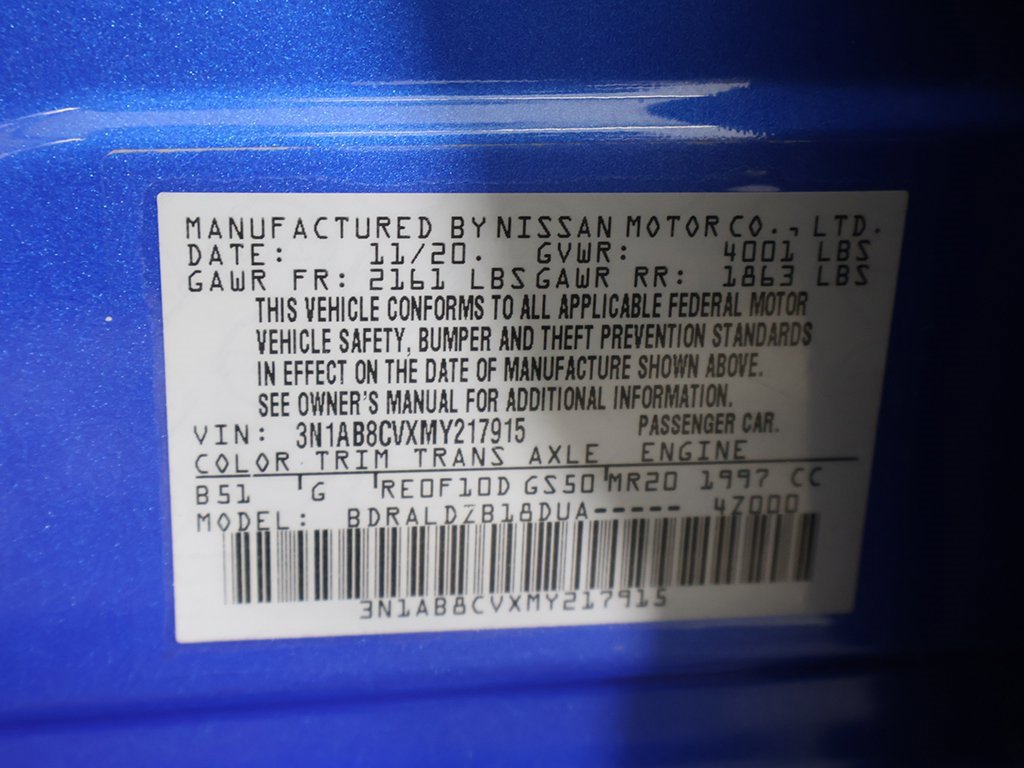 MANUFACTURED BY NISSAN MOTOR CO., LTD.
DATE: 11/20. GVWR: 4001 LBS
GAWR FR: 2161 LBS GAWR RR: 1863 LBS
THIS VEHICLE CONFORMS TO ALL APPLICABLE FEDERAL MOTOR
VEHICLE SAFETY, BUMPER AND THEFT PREVENTION STANDARDS
IN EFFECT ON THE DATE OF MANUFACTURE SHOWN ABOVE.
SEE OWNER'S MANUAL FOR ADDITIONAL INFORMATION.
VIN: 3N1AB8CVXMY217915 PASSENGER CAR.
COLOR TRIM TRANS AXLE ENGINE
B51 G RE0F10D GS50 MR20 1997 CC
MODEL: BDRALDZB18DUA----- 4Z000
3N1AB8CVXMY217915